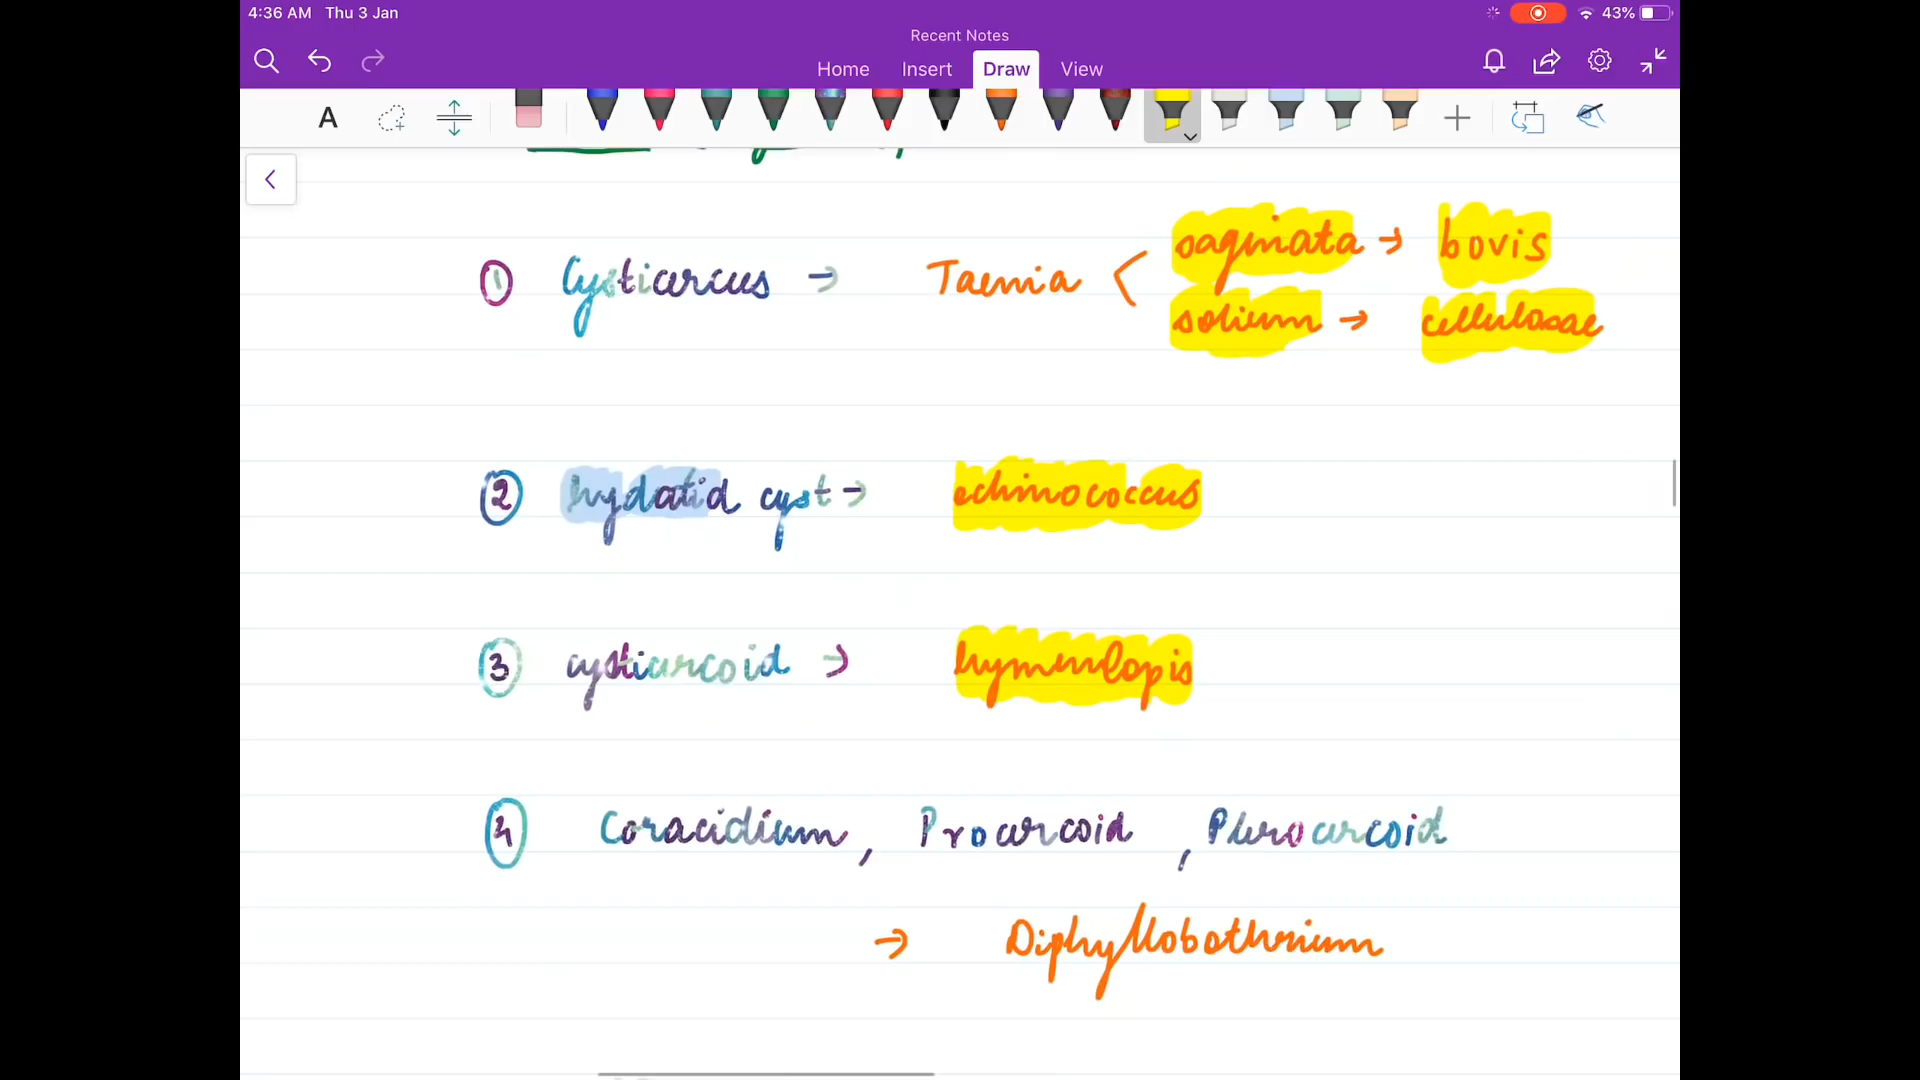 4:36 AM Thu 3 Jan
43%
Recent Notes
Home Insert Draw View
A
saginata → bovis
① Cysticercus → Taenia <
solium → cellulosae
② hydatid cyst → echinococcus
③ cysticercoid → hymenlopis
④ Coracidium, Procercoid, Plerocercoid
→ Diphyllobothrium